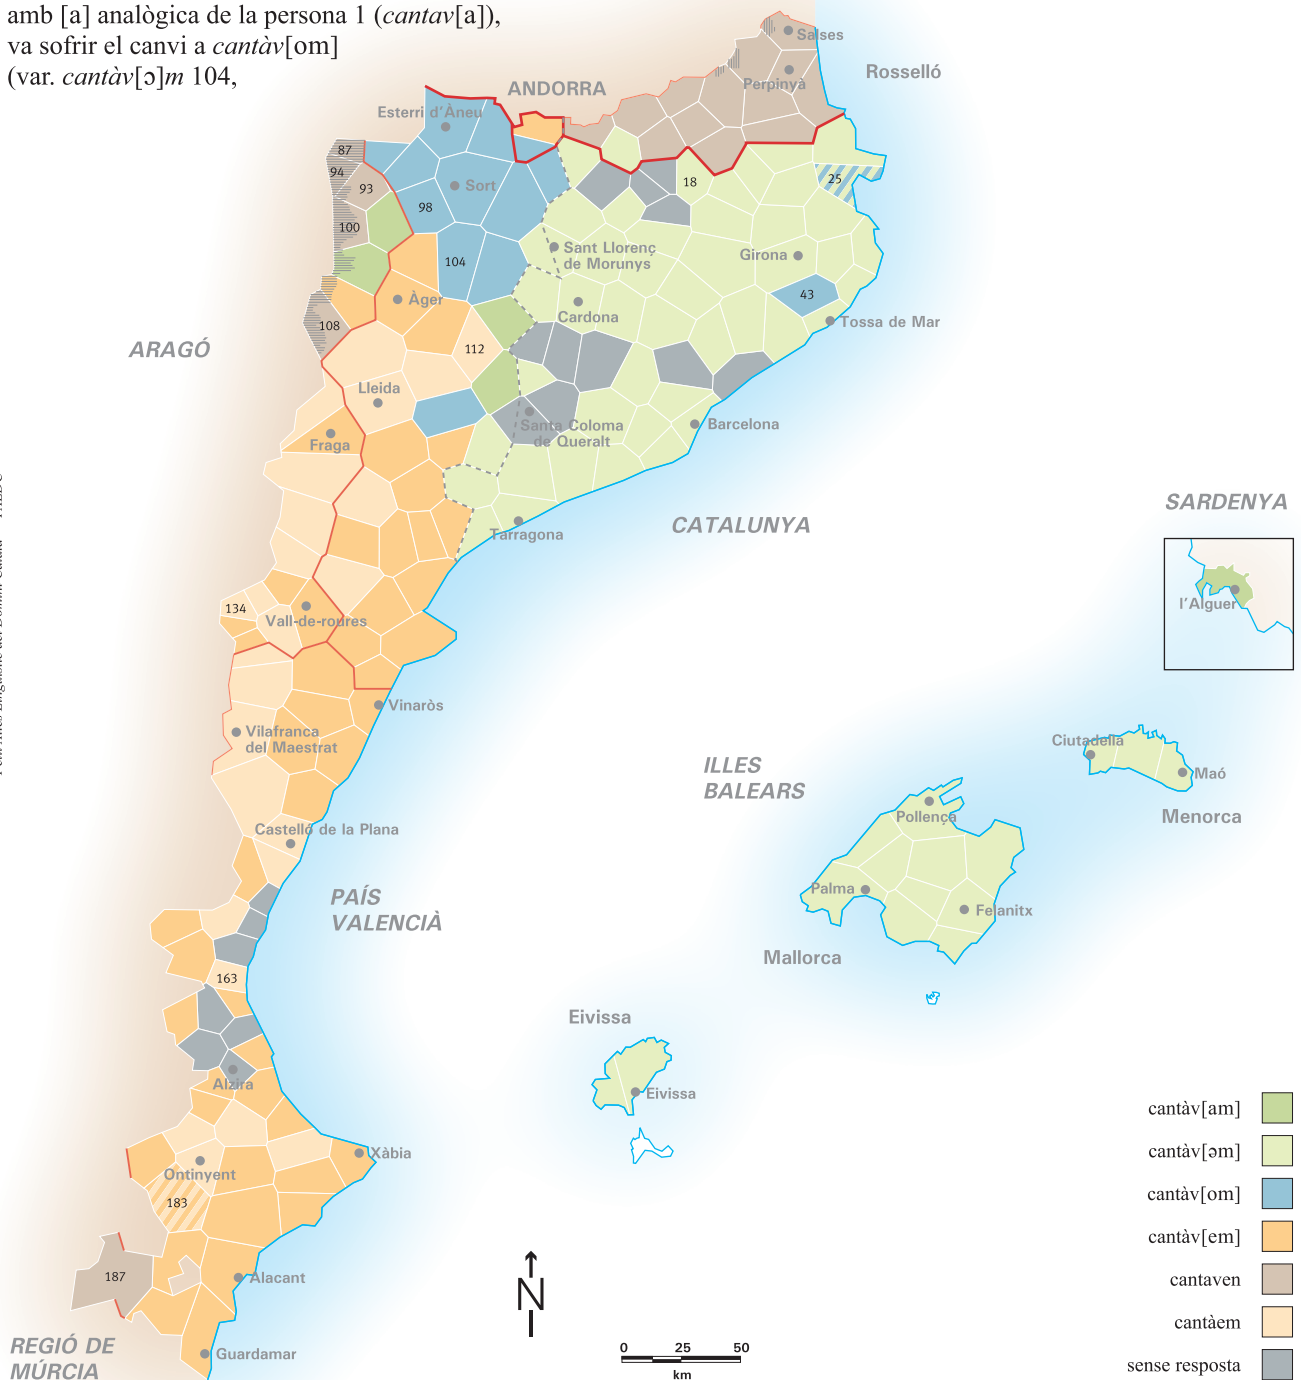 amb [a] analògica de la persona 1 (cantav[a]),
va sofrir el canvi a cantàv[om]
(var. cantàv[ɔ]m 104,
Salses
Rosselló
Perpinyà
ANDORRA
Esterri d'Àneu
87
94
93
Sort
98
100
18
25
Sant Llorenç
de Morunys
Girona
104
43
Àger
Cardona
108
Tossa de Mar
ARAGÓ
112
Lleida
Barcelona
Santa Coloma
de Queralt
Fraga
CATALUNYA
Tarragona
SARDENYA
l'Alguer
134
Vall-de-roures
Vinaròs
Vilafranca
del Maestrat
Ciutadella
Maó
Menorca
ILLES
BALEARS
Pollença
Castelló de la Plana
Palma
Felanitx
PAÍS
VALENCIÀ
Mallorca
163
Eivissa
Alzira
Eivissa
Xàbia
Ontinyent
183
187
Alacant
Guardamar
REGIÓ DE
MÚRCIA
N
0 25 50
km
cantàv[am]
cantàv[əm]
cantàv[om]
cantàv[em]
cantaven
cantàem
sense resposta